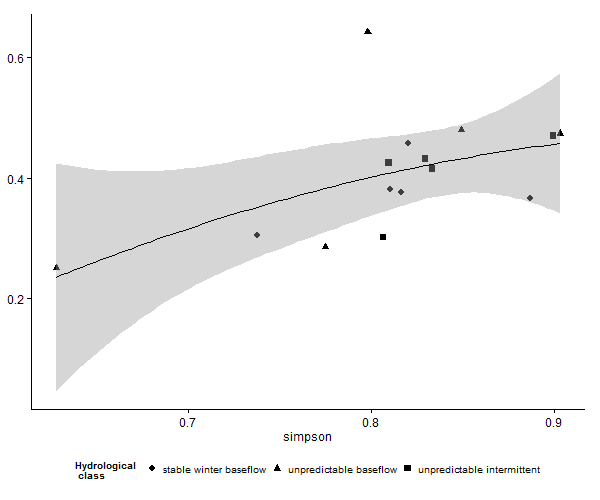 0.6
0.4
0.2
0.7 0.8 0.9
simpson
Hydrological
class
stable winter baseflow unpredictable baseflow unpredictable intermittent